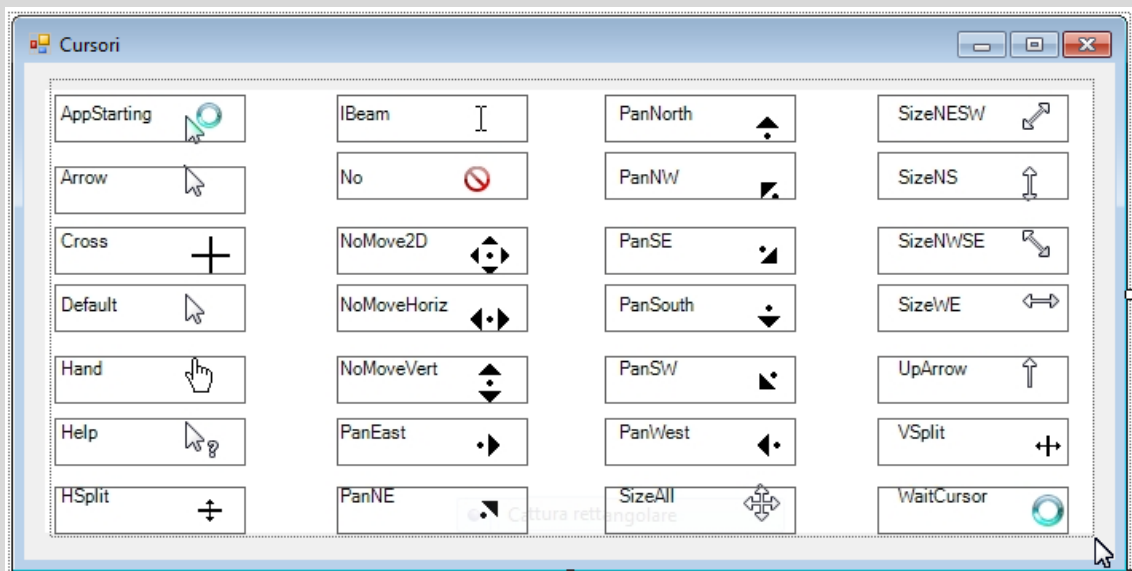 Cursori
AppStarting
Arrow
Cross
Default
Hand
Help
HSplit
IBeam
No
NoMove2D
NoMoveHoriz
NoMoveVert
PanEast
PanNE
PanNorth
PanNW
PanSE
PanSouth
PanSW
PanWest
SizeAll
SizeNESW
SizeNS
SizeNWSE
SizeWE
UpArrow
VSplit
WaitCursor
Cattura rettangolare